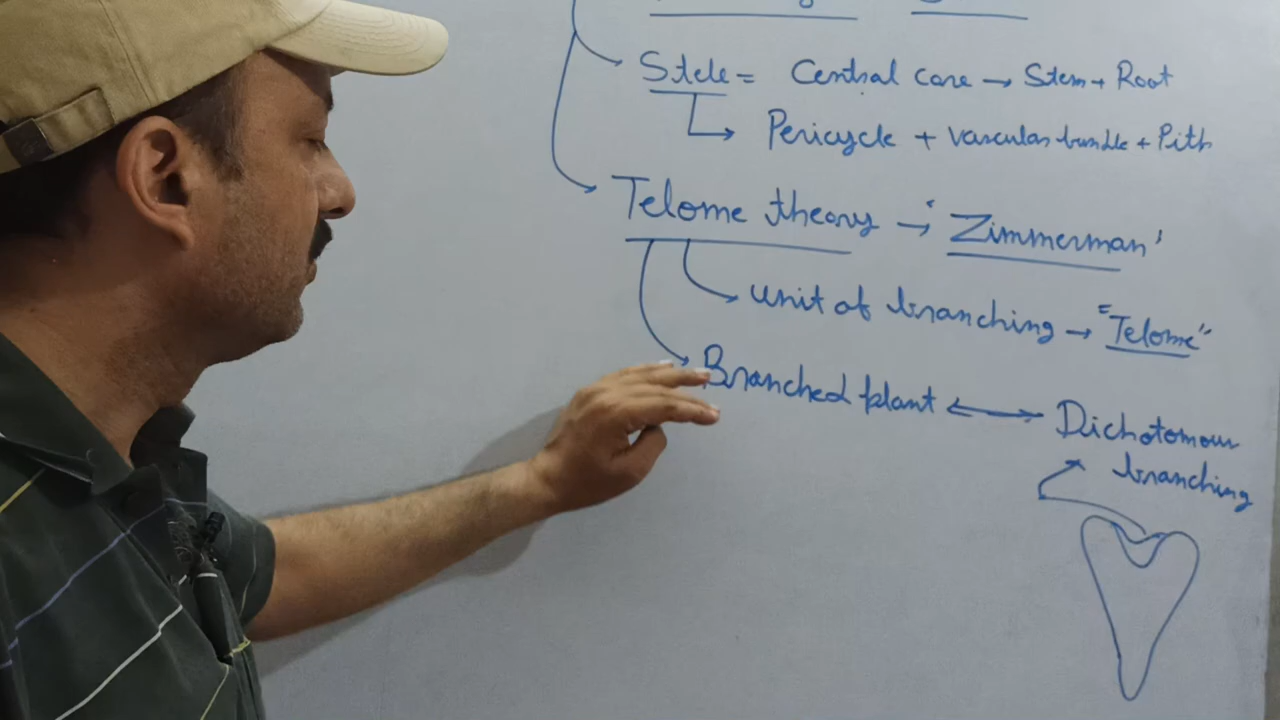 Stele = Central core → Stem + Root
→ Pericycle + Vascular bundle + Pith
Telome theory → 'Zimmerman'
→ Unit of branching → "Telome"
Branched plant ↔ Dichotomous
branching